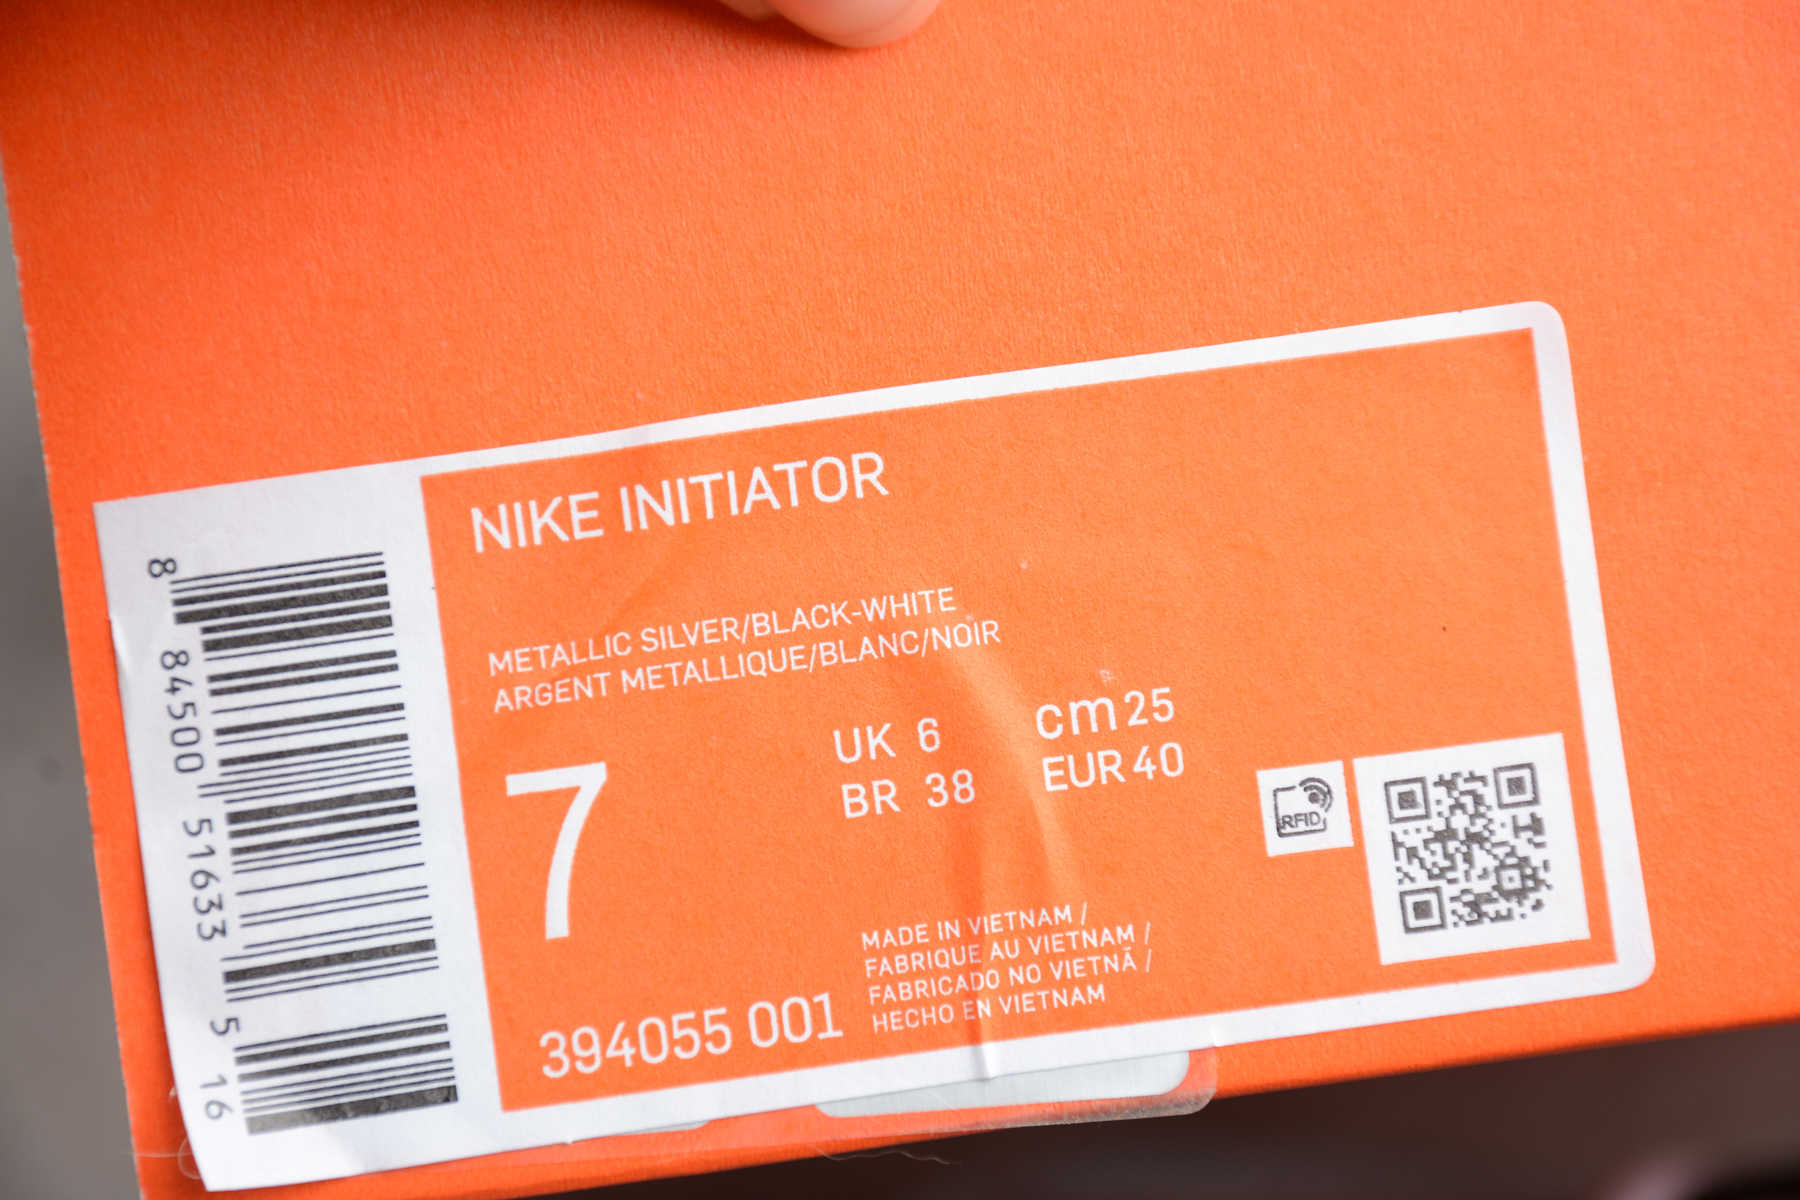 NIKE INITIATOR
METALLIC SILVER/BLACK-WHITE
ARGENT METALLIQUE/BLANC/NOIR
7
UK 6
BR 38
cm 25
EUR 40
RFID
394055 001
MADE IN VIETNAM /
FABRIQUE AU VIETNAM /
FABRICADO NO VIETNÃ /
HECHO EN VIETNAM
8 84500 51633 5 16